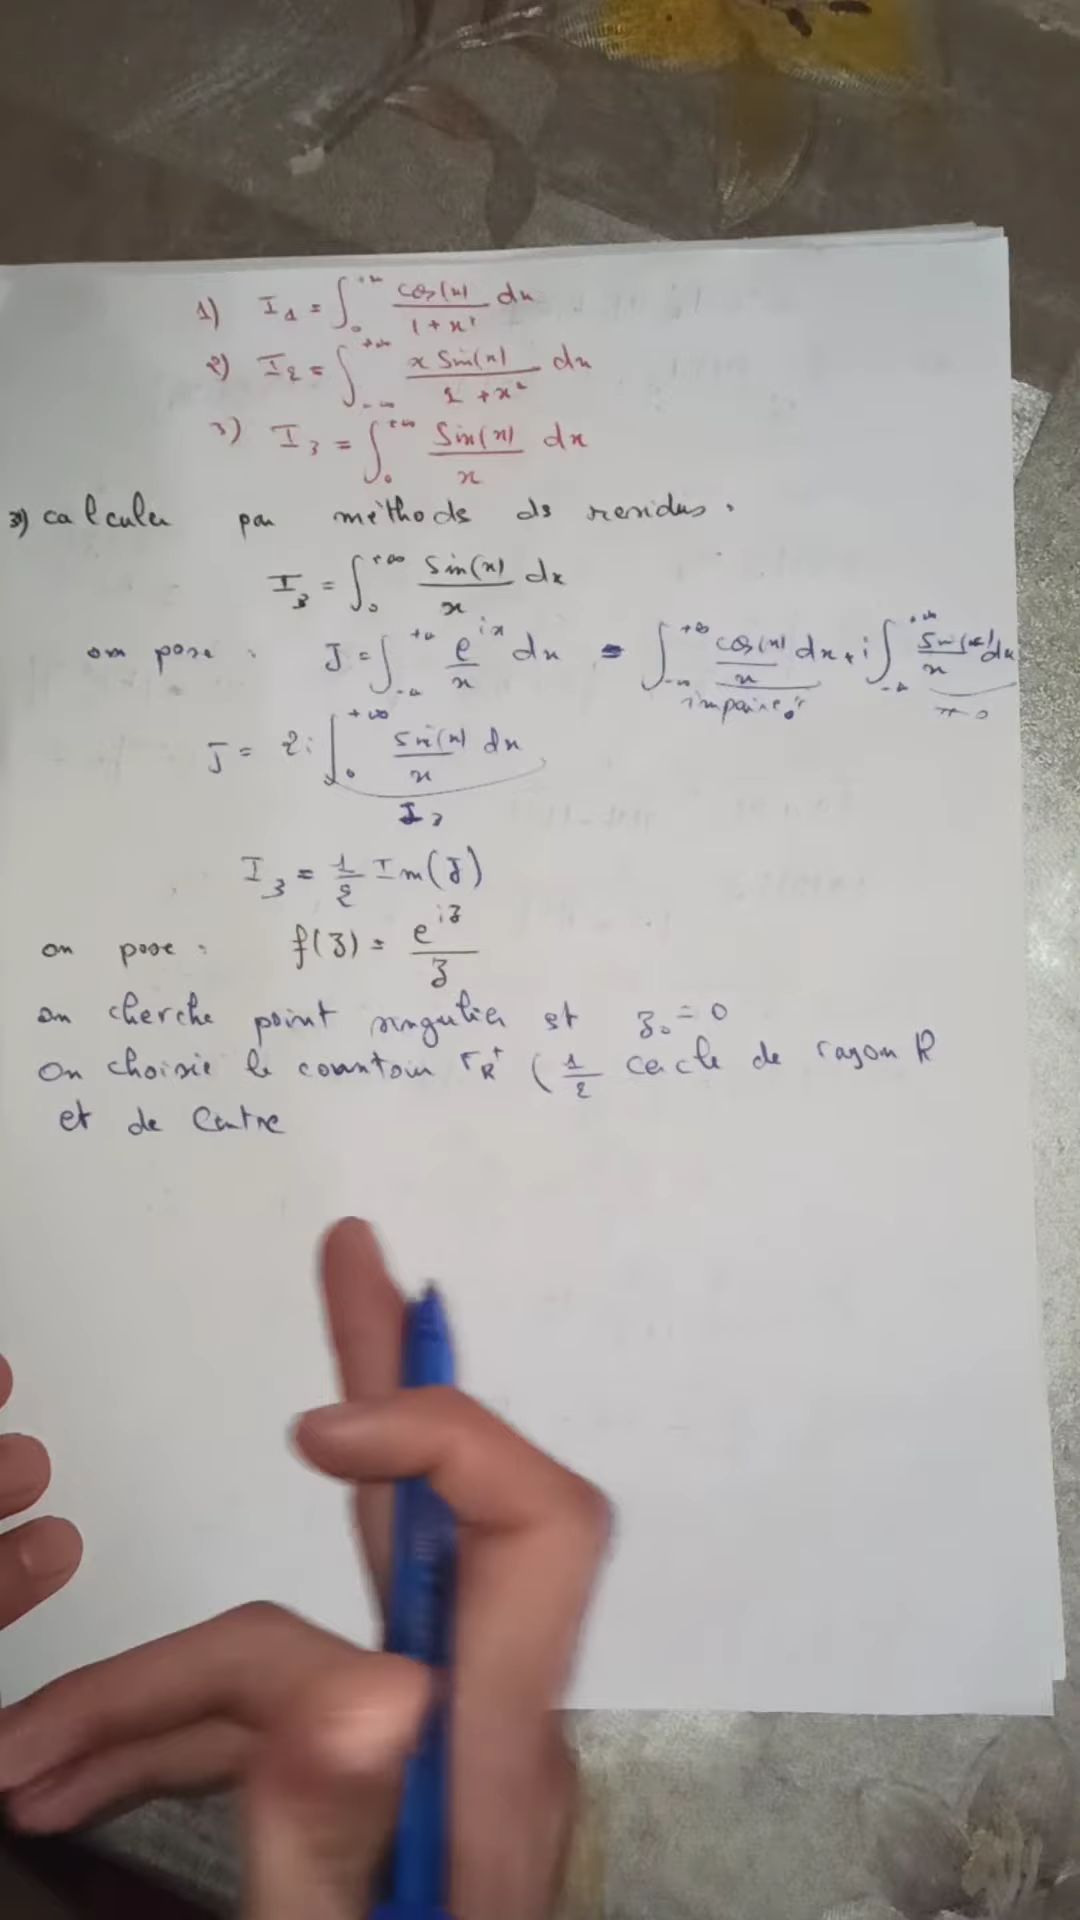 1) I₁ = ∫₀^{+∞} cos(x)/(1+x²) dx
2) I₂ = ∫_{-∞}^{+∞} x sin(x)/(1+x²) dx
3) I₃ = ∫₀^{+∞} sin(x)/x dx
3) calculer par méthods ds residus.
I₃ = ∫₀^{+∞} sin(x)/x dx
on pose : J = ∫_{-∞}^{+∞} e^{ix}/x dx = ∫_{-∞}^{+∞} cos(x)/x dx + i ∫_{-∞}^{+∞} sin(x)/x dx
impaire
J = 2i ∫₀^{+∞} sin(x)/x dx
I₃
I₃ = 1/2 Im(J)
on pose : f(z) = e^{iz}/z
on cherche point singulier est z₀ = 0
On choisie le countour Γ_R⁺ ( 1/2 cercle de rayon R
et de Centre